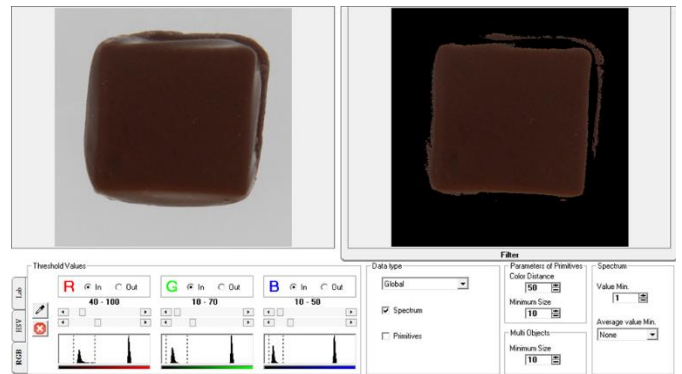 Filter
Threshold Values
Lab
HSV
RGB
R In Out
40 - 100
G In Out
10 - 70
B In Out
10 - 50
Data type
Global
Spectrum
Primitives
Parameters of Primitives
Color Distance
50
Minimum Size
10
Multi Objects
Minimum Size
10
Spectrum
Value Min.
1
Average value Min.
None